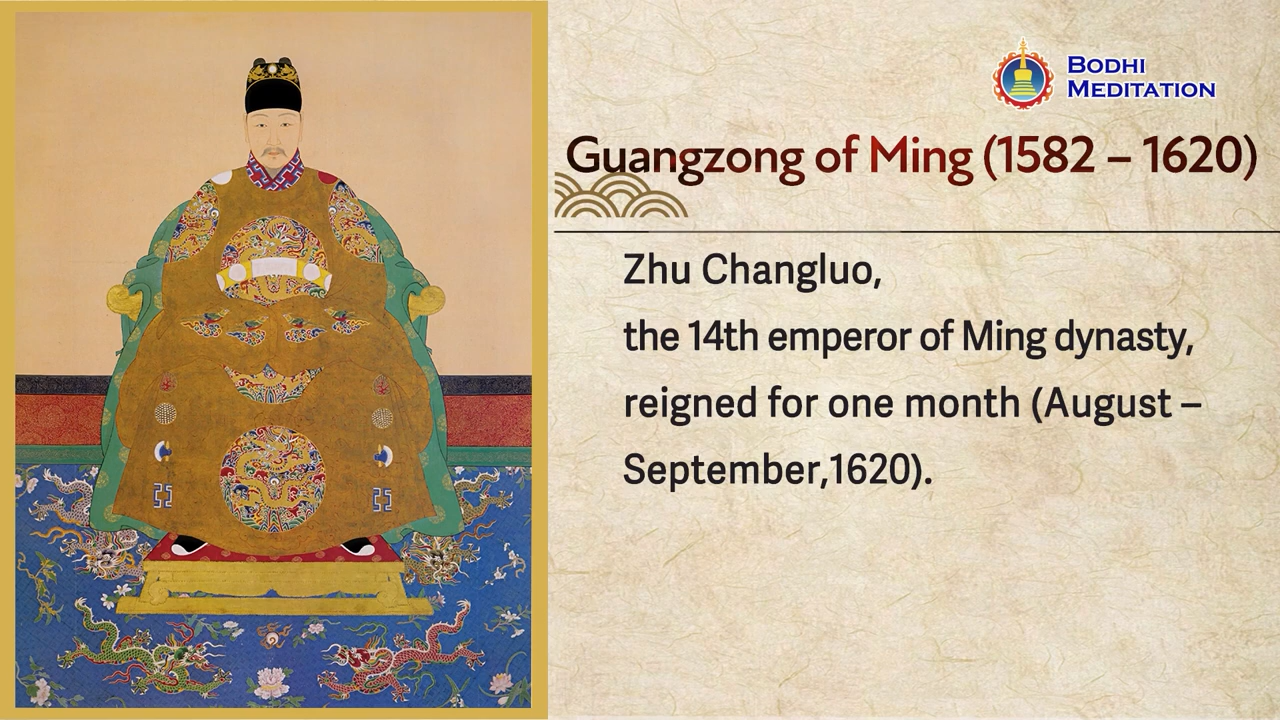 BODHI
MEDITATION
Guangzong of Ming (1582 – 1620)
Zhu Changluo,
the 14th emperor of Ming dynasty,
reigned for one month (August –
September,1620).